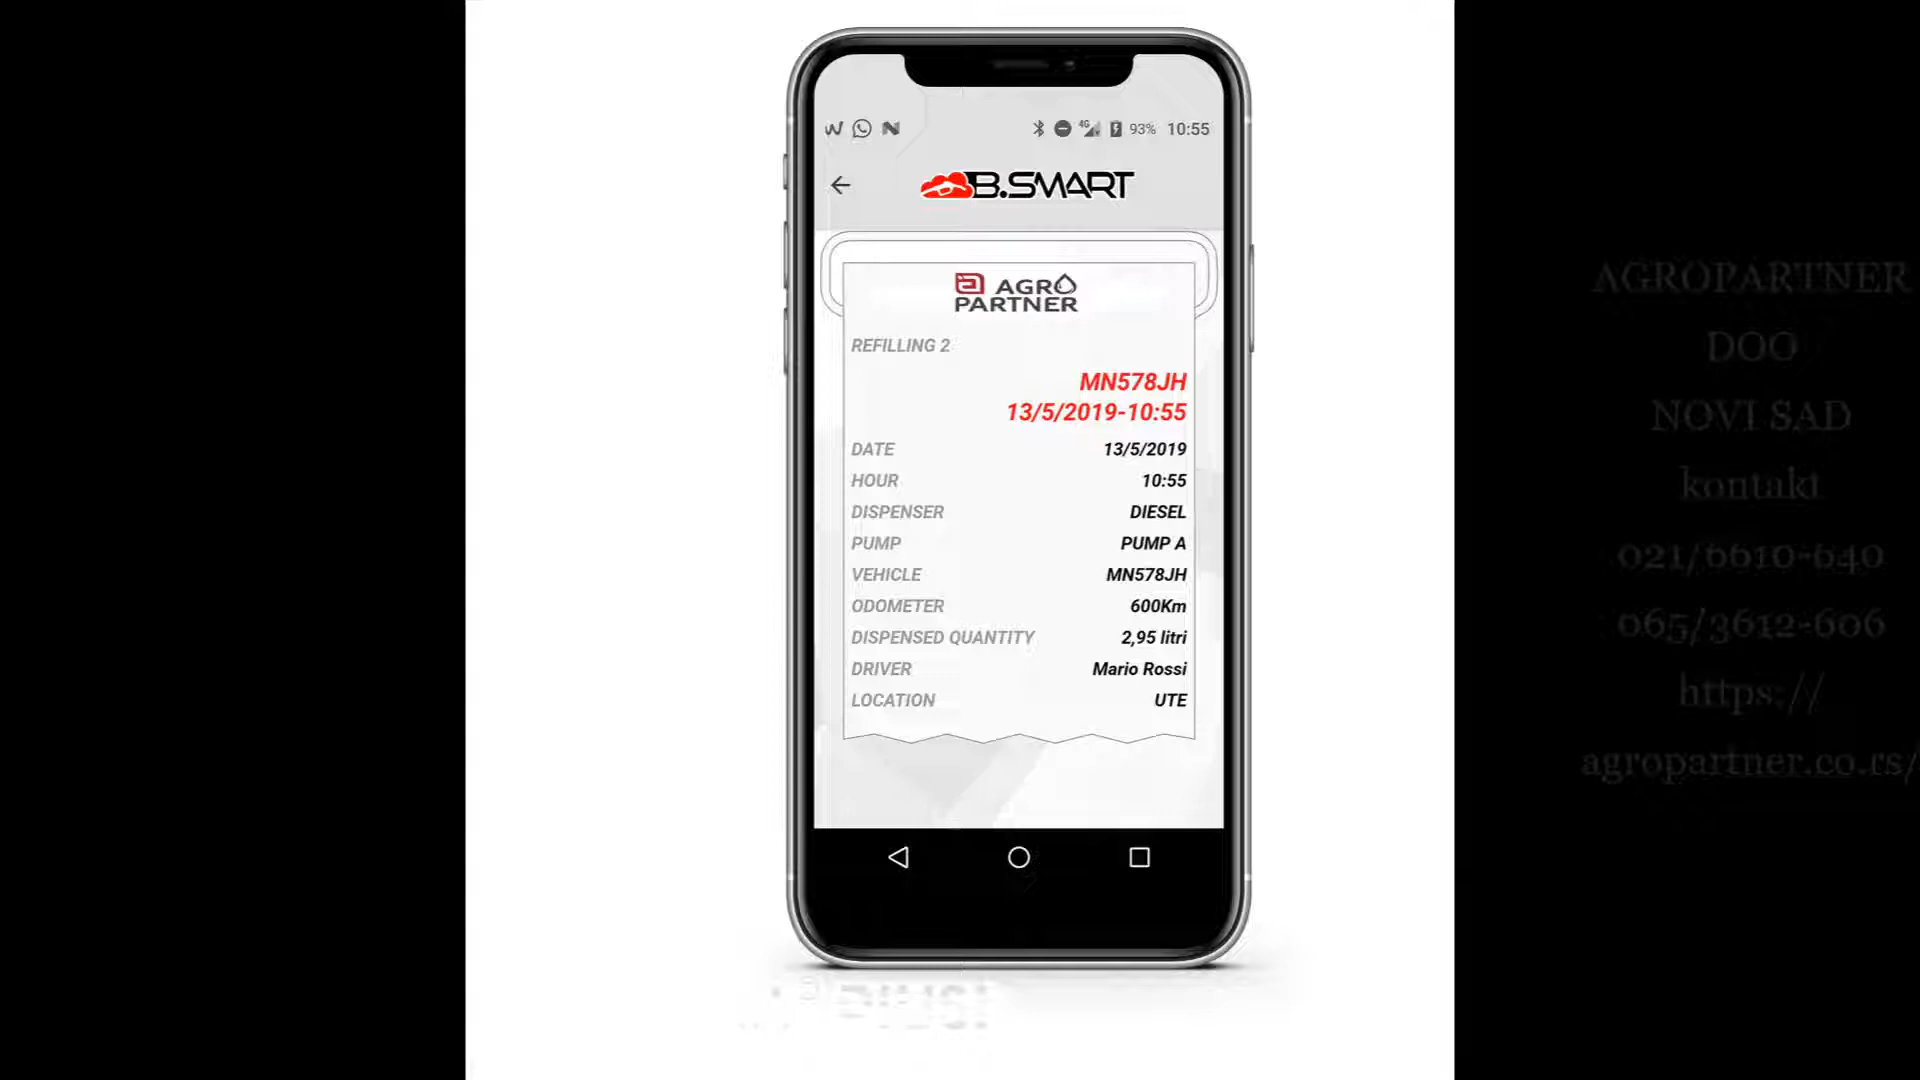 93% 10:55
B.SMART
AGRO
PARTNER
REFILLING 2
MN578JH
13/5/2019-10:55
DATE 13/5/2019
HOUR 10:55
DISPENSER DIESEL
PUMP PUMP A
VEHICLE MN578JH
ODOMETER 600Km
DISPENSED QUANTITY 2,95 litri
DRIVER Mario Rossi
LOCATION UTE
AGROPARTNER
DOO
NOVI SAD
kontakt
021/6610-640
065/3612-606
https://
agropartner.co.rs/